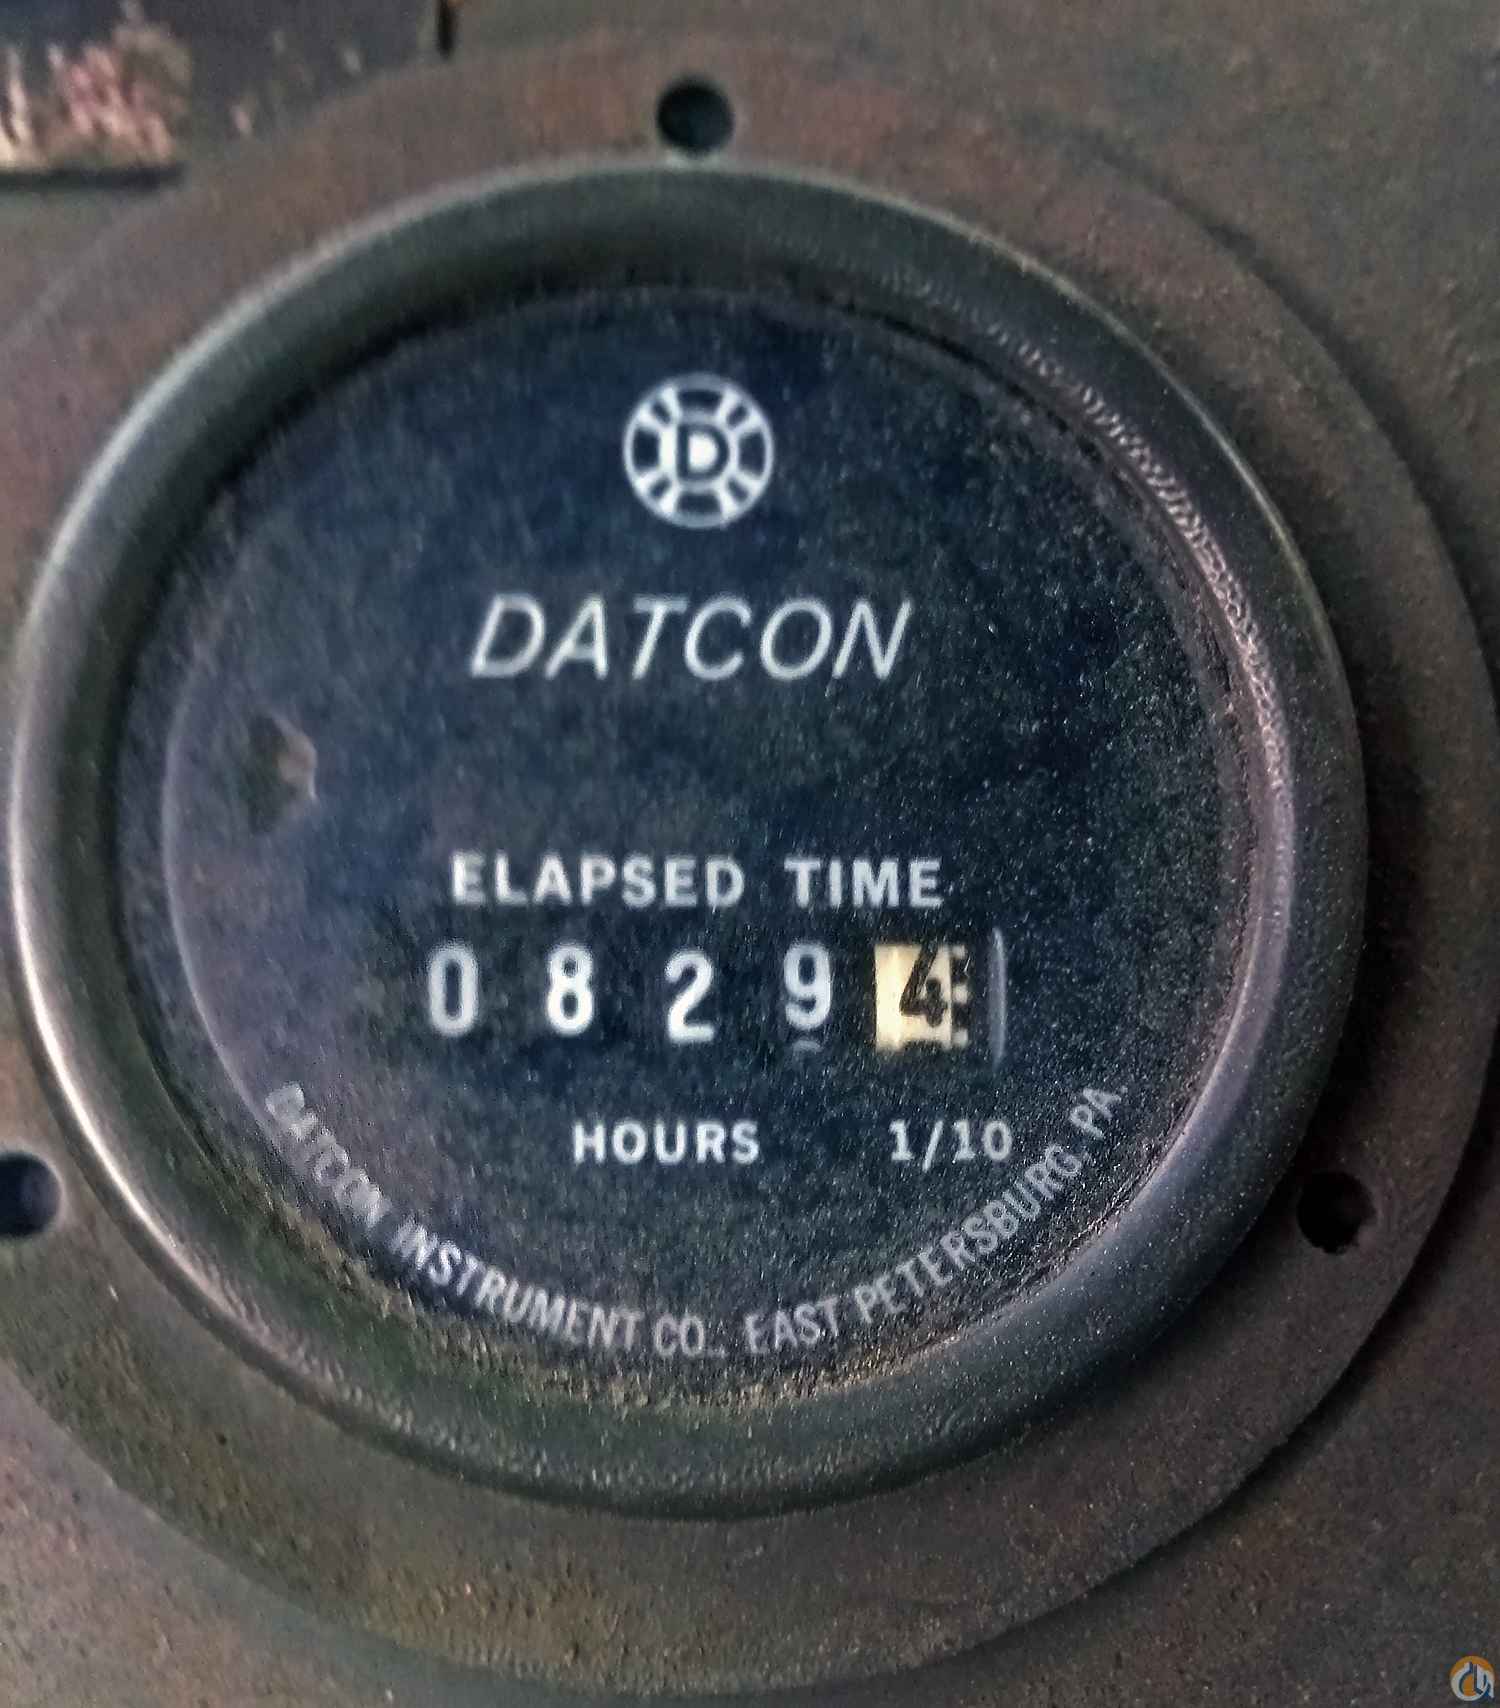 D
DATCON
ELAPSED TIME
0 8 2 9 4
HOURS 1/10
DATCON INSTRUMENT CO., EAST PETERSBURG, PA.